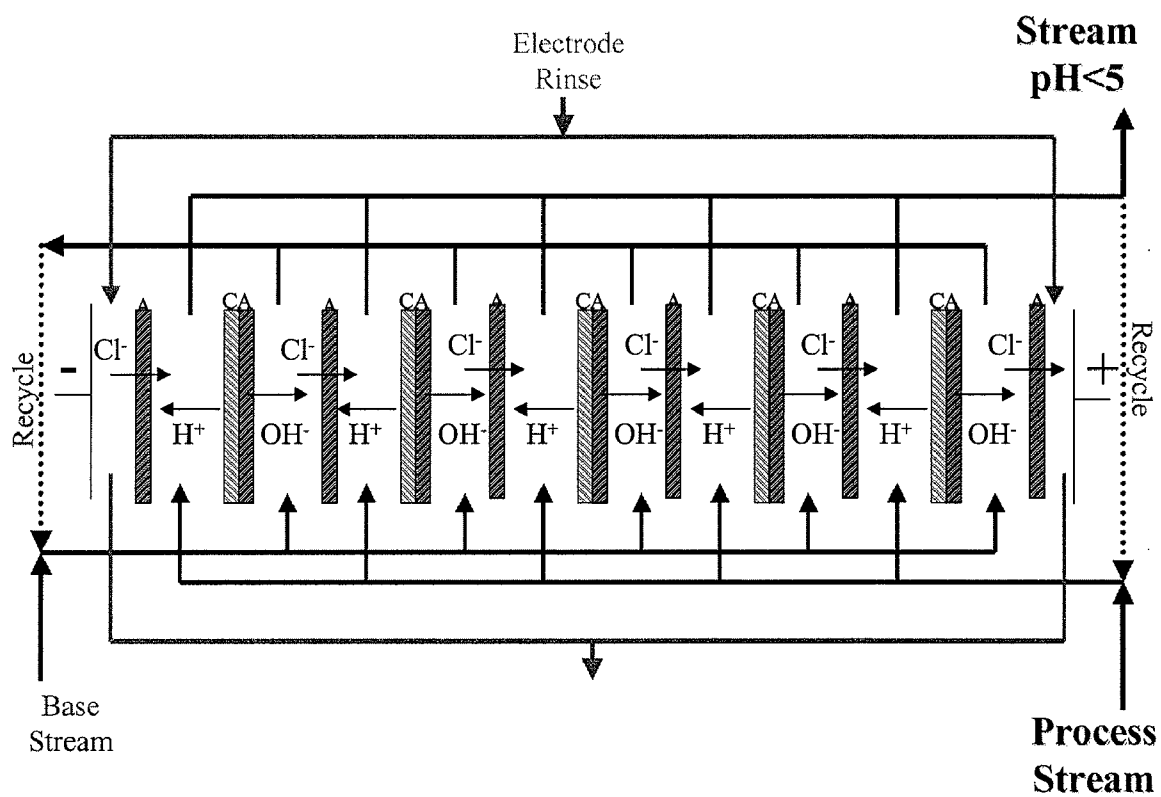 Electrode
Rinse
Stream
pH<5
A
CA
A
CA
A
CA
A
CA
A
CA
A
Cl-
Cl-
Cl-
Cl-
Cl-
Cl-
-
+
Recycle
Recycle
H+
OH-
H+
OH-
H+
OH-
H+
OH-
H+
OH-
Base
Stream
Process
Stream